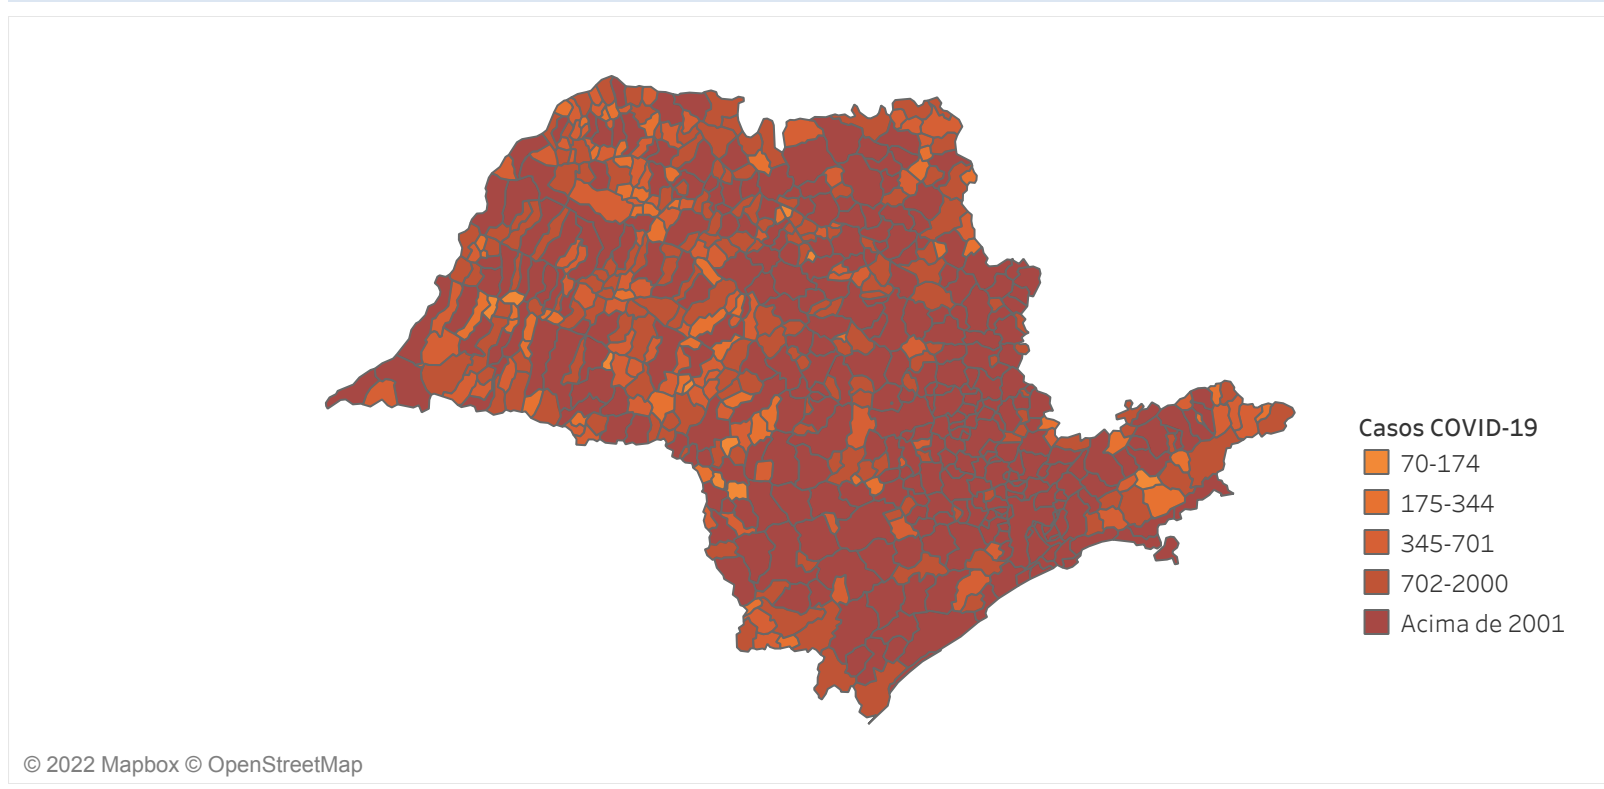 Casos COVID-19
70-174
175-344
345-701
702-2000
Acima de 2001
© 2022 Mapbox © OpenStreetMap